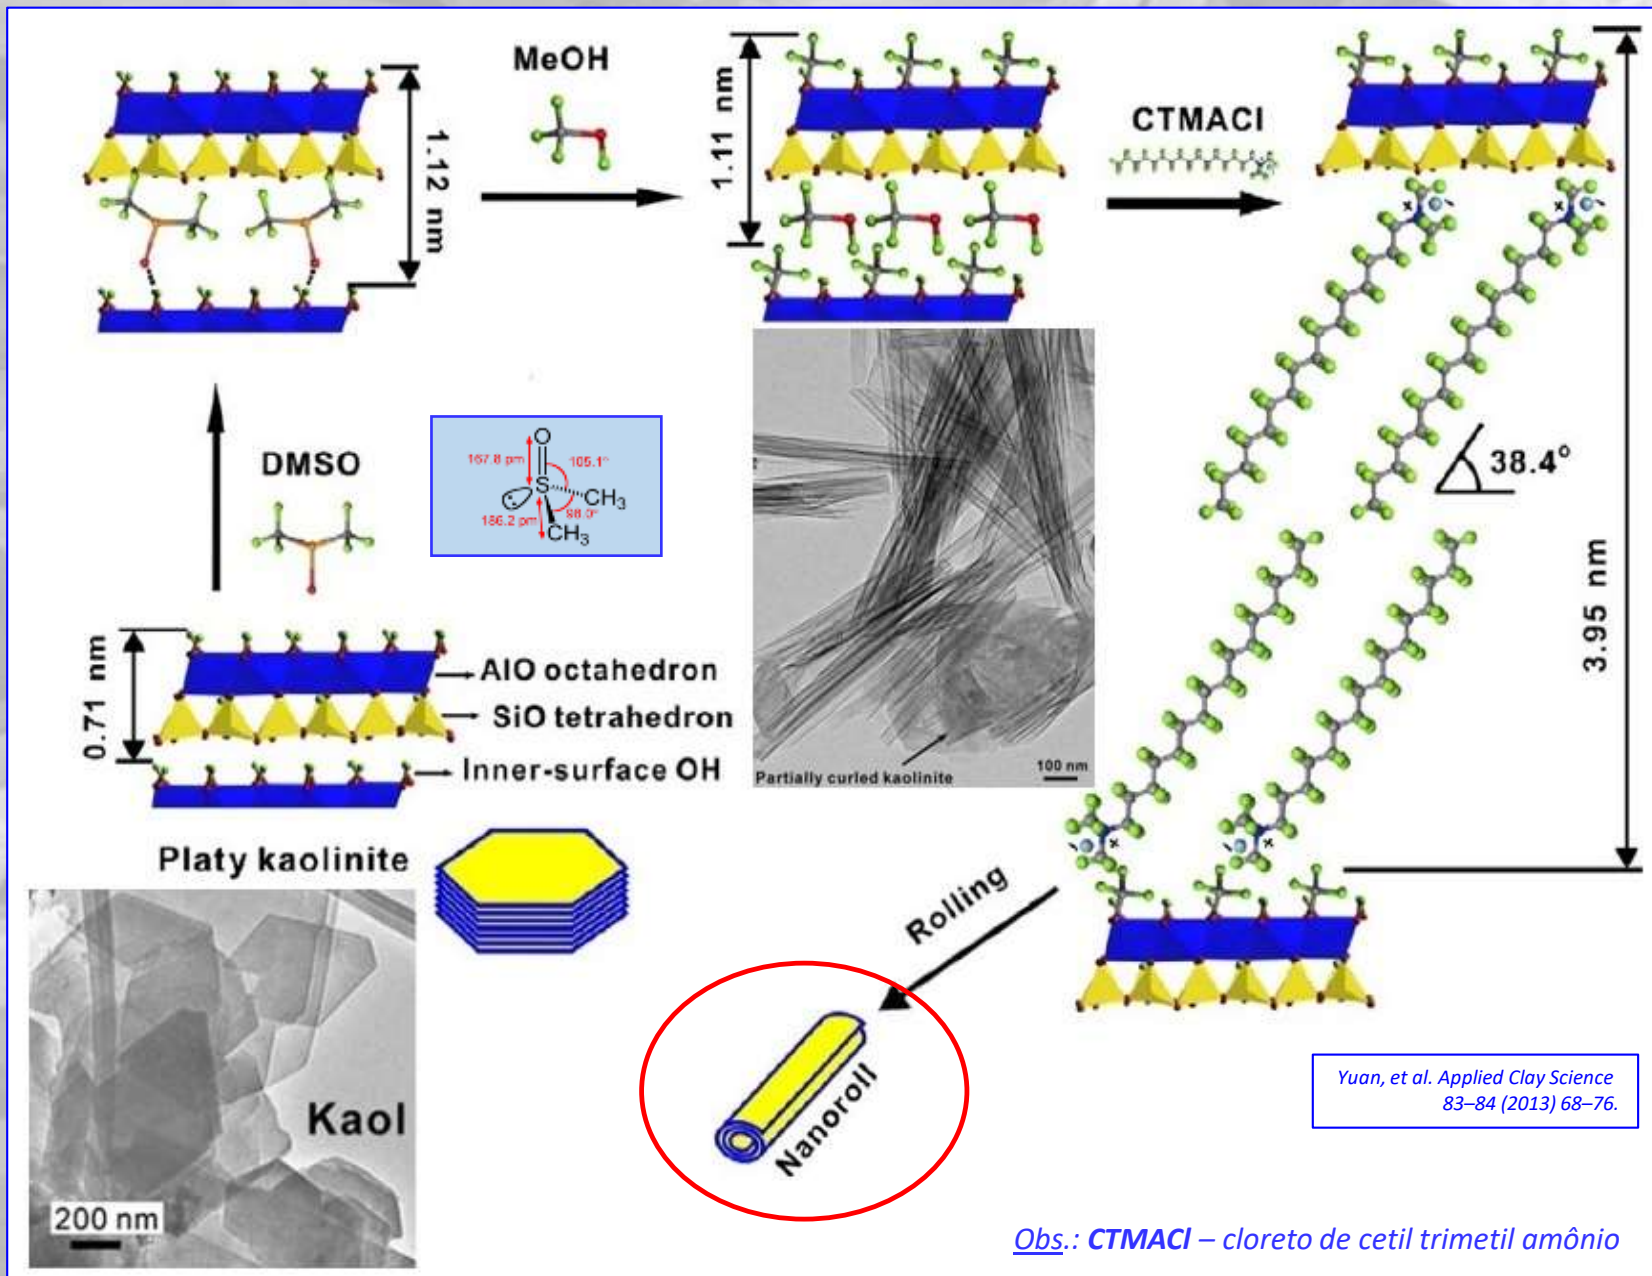 MeOH
1.12 nm
1.11 nm
CTMACl
DMSO
O
167.8 pm
105.1°
S
CH3
186.2 pm
98.0°
CH3
38.4°
3.95 nm
0.71 nm
AlO octahedron
SiO tetrahedron
Inner-surface OH
Partially curled kaolinite
100 nm
Platy kaolinite
Kaol
200 nm
Rolling
Nanoroll
Yuan, et al. Applied Clay Science
83–84 (2013) 68–76.
Obs.: CTMACl – cloreto de cetil trimetil amônio